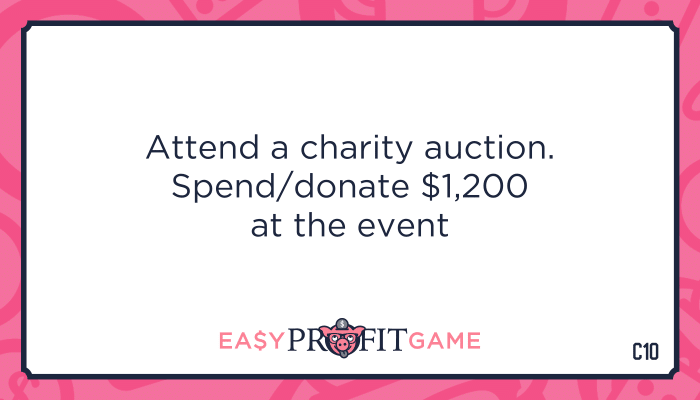 Attend a charity auction.
Spend/donate $1,200
at the event
EA$YPROFITGAME
C10